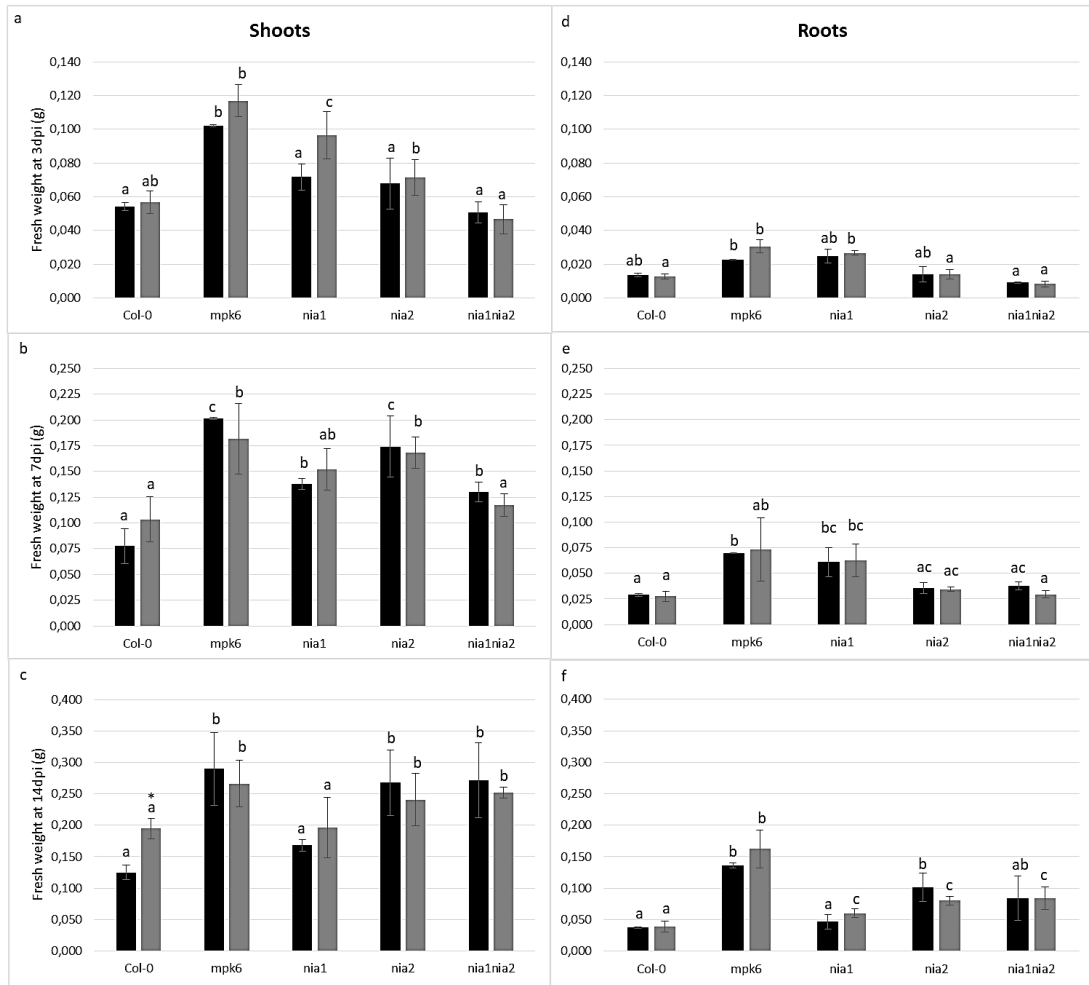 a
Shoots
Fresh weight at 3dpi (g)
0,140
0,120
0,100
0,080
0,060
0,040
0,020
0,000
a ab b b a c a b a a
Col-0 mpk6 nia1 nia2 nia1nia2
d
Roots
0,140
0,120
0,100
0,080
0,060
0,040
0,020
0,000
ab a b b ab b ab a a a
Col-0 mpk6 nia1 nia2 nia1nia2
b
Fresh weight at 7dpi (g)
0,250
0,225
0,200
0,175
0,150
0,125
0,100
0,075
0,050
0,025
0,000
a a c b b ab c b b a
Col-0 mpk6 nia1 nia2 nia1nia2
e
0,250
0,225
0,200
0,175
0,150
0,125
0,100
0,075
0,050
0,025
0,000
a a b ab bc bc ac ac ac a
Col-0 mpk6 nia1 nia2 nia1nia2
c
Fresh weight at 14dpi (g)
0,400
0,350
0,300
0,250
0,200
0,150
0,100
0,050
0,000
*
a a b b a a b b b b
Col-0 mpk6 nia1 nia2 nia1nia2
f
0,400
0,350
0,300
0,250
0,200
0,150
0,100
0,050
0,000
a a b b a c b c ab c
Col-0 mpk6 nia1 nia2 nia1nia2